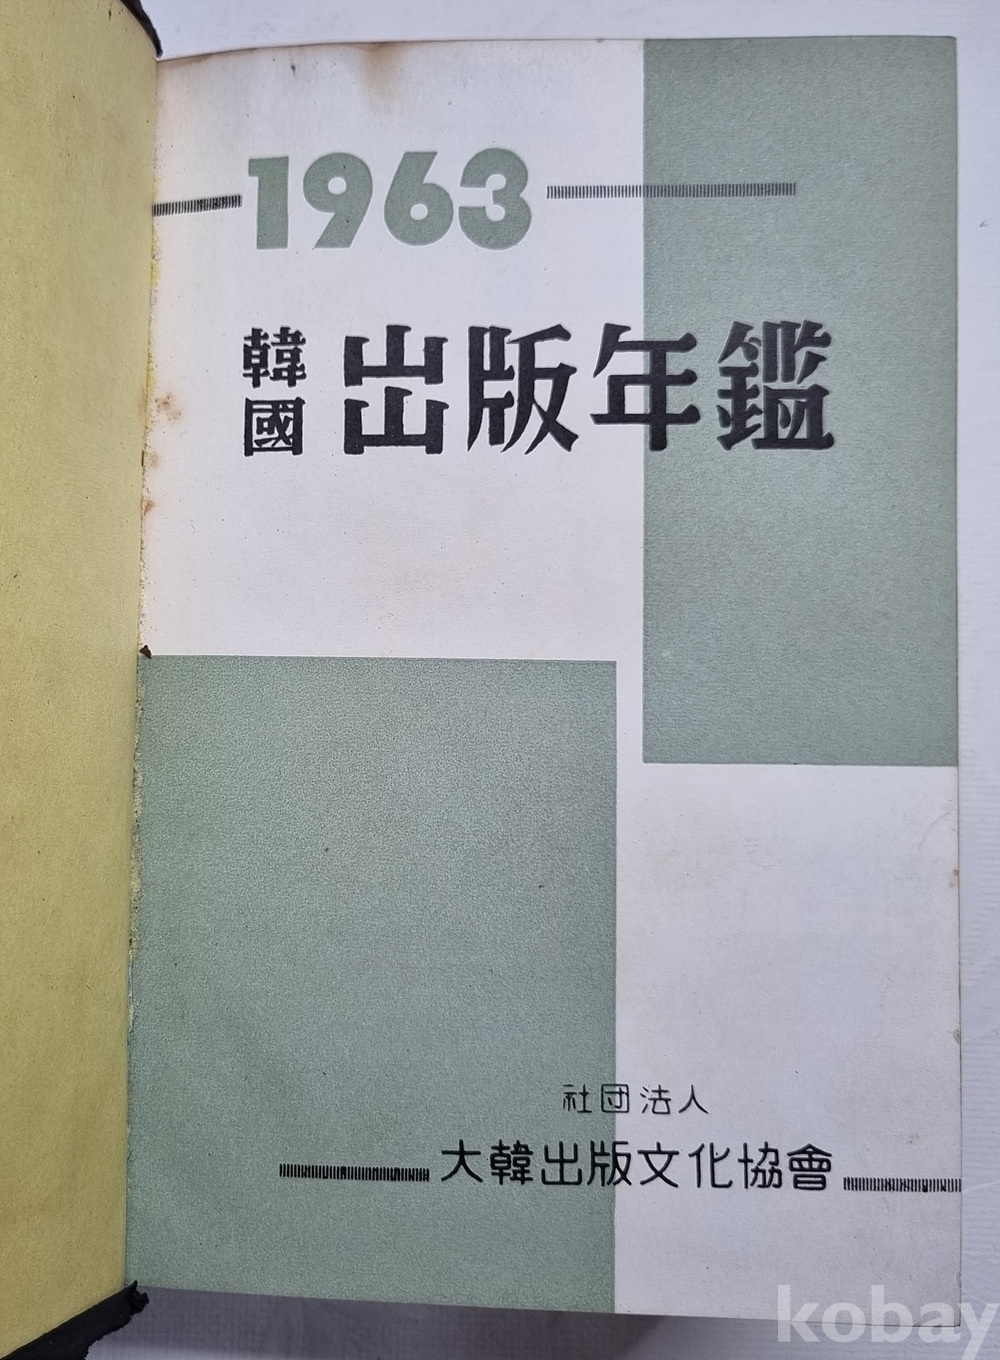 1963
韓國 出版年鑑
社団法人
大韓出版文化協會
kobay